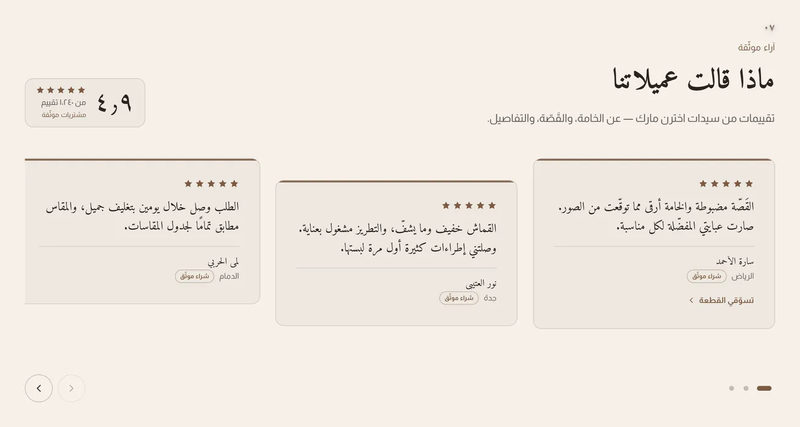 ٠٧
آراء موثّقة
ماذا قالت عميلاتنا
تقييمات من سيدات اخترن مارك — عن الخامة، والقَصّة، والتفاصيل.
٤٫٩
من ١٬٢٤٠ تقييم
مشتريات موثّقة
القَصّة مضبوطة والخامة أرقى مما توقّعت من الصور.
صارت عبايتي المفضّلة لكل مناسبة.
سارة الأحمد
الرياض
شراء موثّق
تسوّقي القطعة
القماش خفيف وما يشفّ، والتطريز مشغول بعناية.
وصلتني إطراءات كثيرة أول مرة لبستها.
نور العتيبي
جدة
شراء موثّق
الطلب وصل خلال يومين بتغليف جميل، والمقاس
مطابق تمامًا لجدول المقاسات.
لمى الحربي
الدمام
شراء موثّق